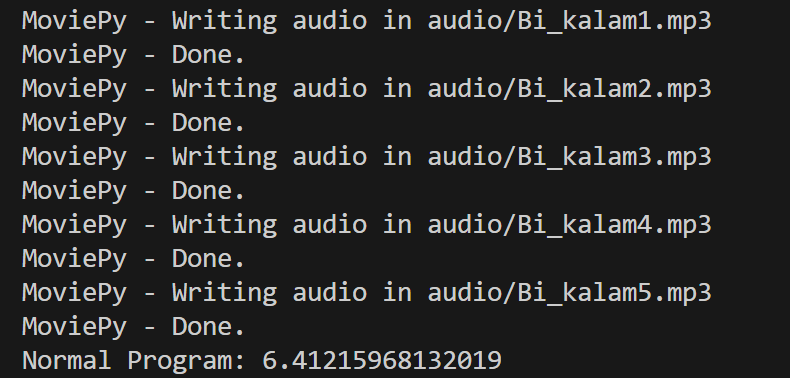 MoviePy - Writing audio in audio/Bi_kalam1.mp3
MoviePy - Done.
MoviePy - Writing audio in audio/Bi_kalam2.mp3
MoviePy - Done.
MoviePy - Writing audio in audio/Bi_kalam3.mp3
MoviePy - Done.
MoviePy - Writing audio in audio/Bi_kalam4.mp3
MoviePy - Done.
MoviePy - Writing audio in audio/Bi_kalam5.mp3
MoviePy - Done.
Normal Program: 6.41215968132019